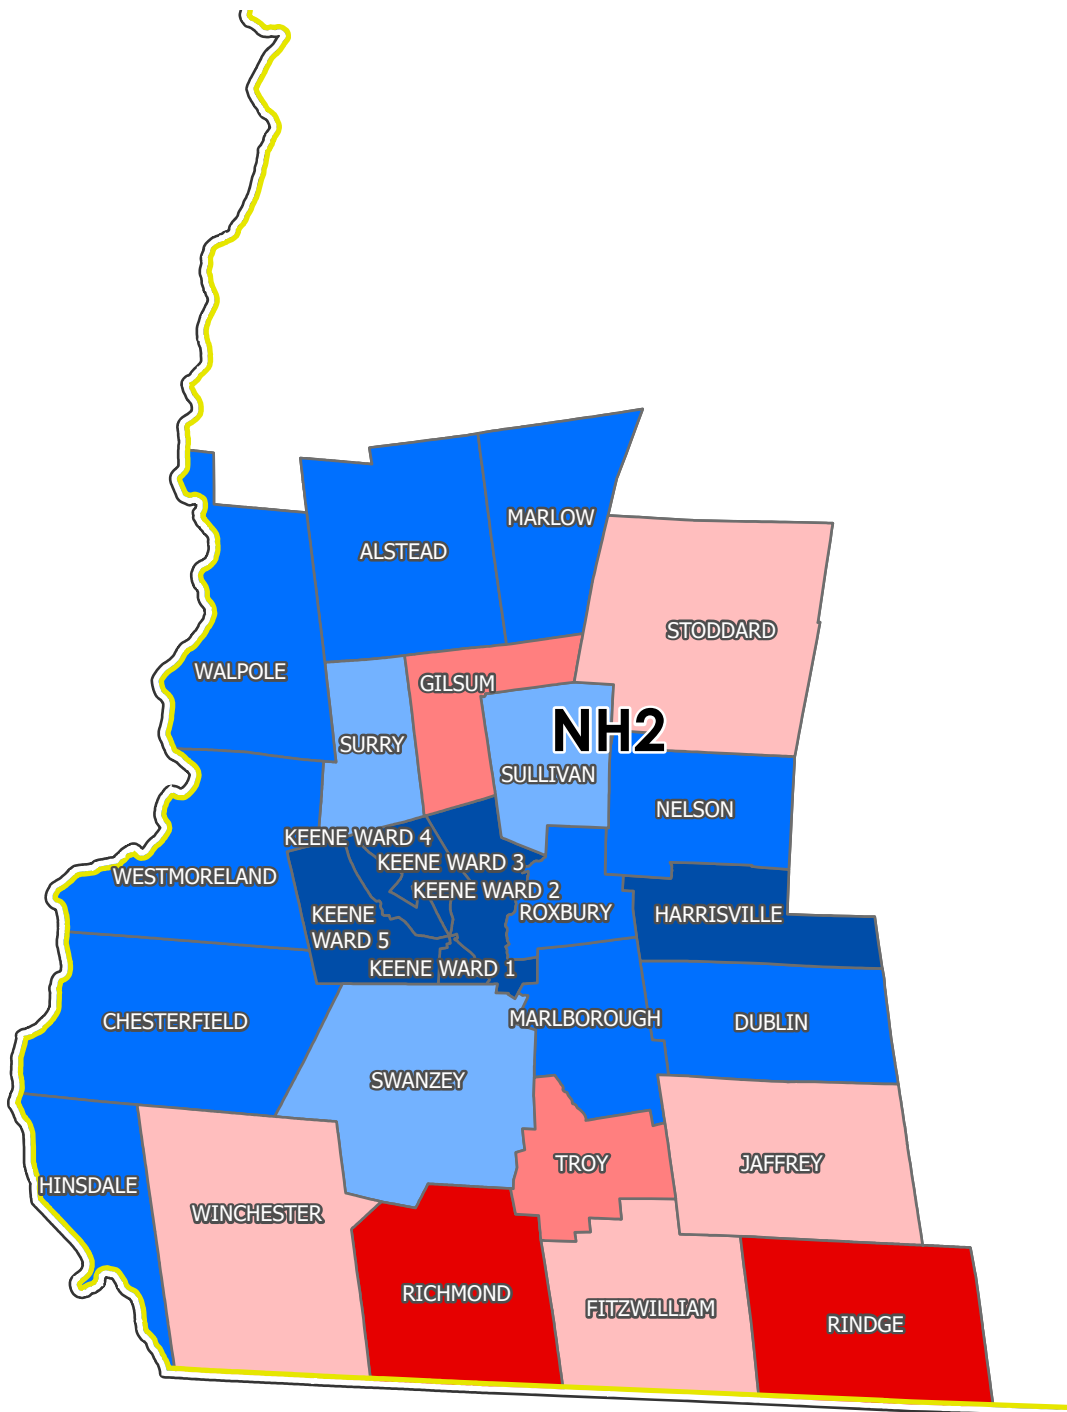 MARLOW
ALSTEAD
STODDARD
WALPOLE
GILSUM
NH2
SURRY
SULLIVAN
NELSON
KEENE WARD 4
KEENE WARD 3
WESTMORELAND
KEENE WARD 2
KEENE
WARD 5
ROXBURY
HARRISVILLE
KEENE WARD 1
CHESTERFIELD
MARLBOROUGH
DUBLIN
SWANZEY
TROY
JAFFREY
HINSDALE
WINCHESTER
RICHMOND
FITZWILLIAM
RINDGE